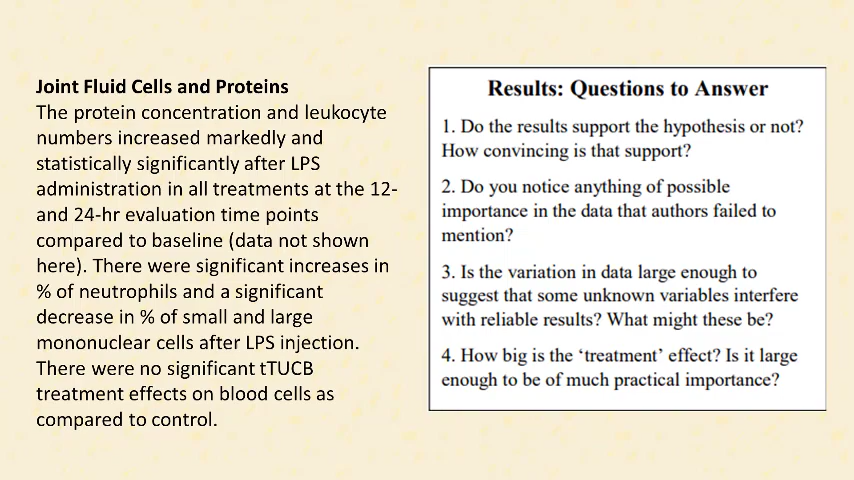 Joint Fluid Cells and Proteins
The protein concentration and leukocyte
numbers increased markedly and
statistically significantly after LPS
administration in all treatments at the 12-
and 24-hr evaluation time points
compared to baseline (data not shown
here). There were significant increases in
% of neutrophils and a significant
decrease in % of small and large
mononuclear cells after LPS injection.
There were no significant tTUCB
treatment effects on blood cells as
compared to control.
Results: Questions to Answer
1. Do the results support the hypothesis or not?
How convincing is that support?
2. Do you notice anything of possible
importance in the data that authors failed to
mention?
3. Is the variation in data large enough to
suggest that some unknown variables interfere
with reliable results? What might these be?
4. How big is the ‘treatment’ effect? Is it large
enough to be of much practical importance?